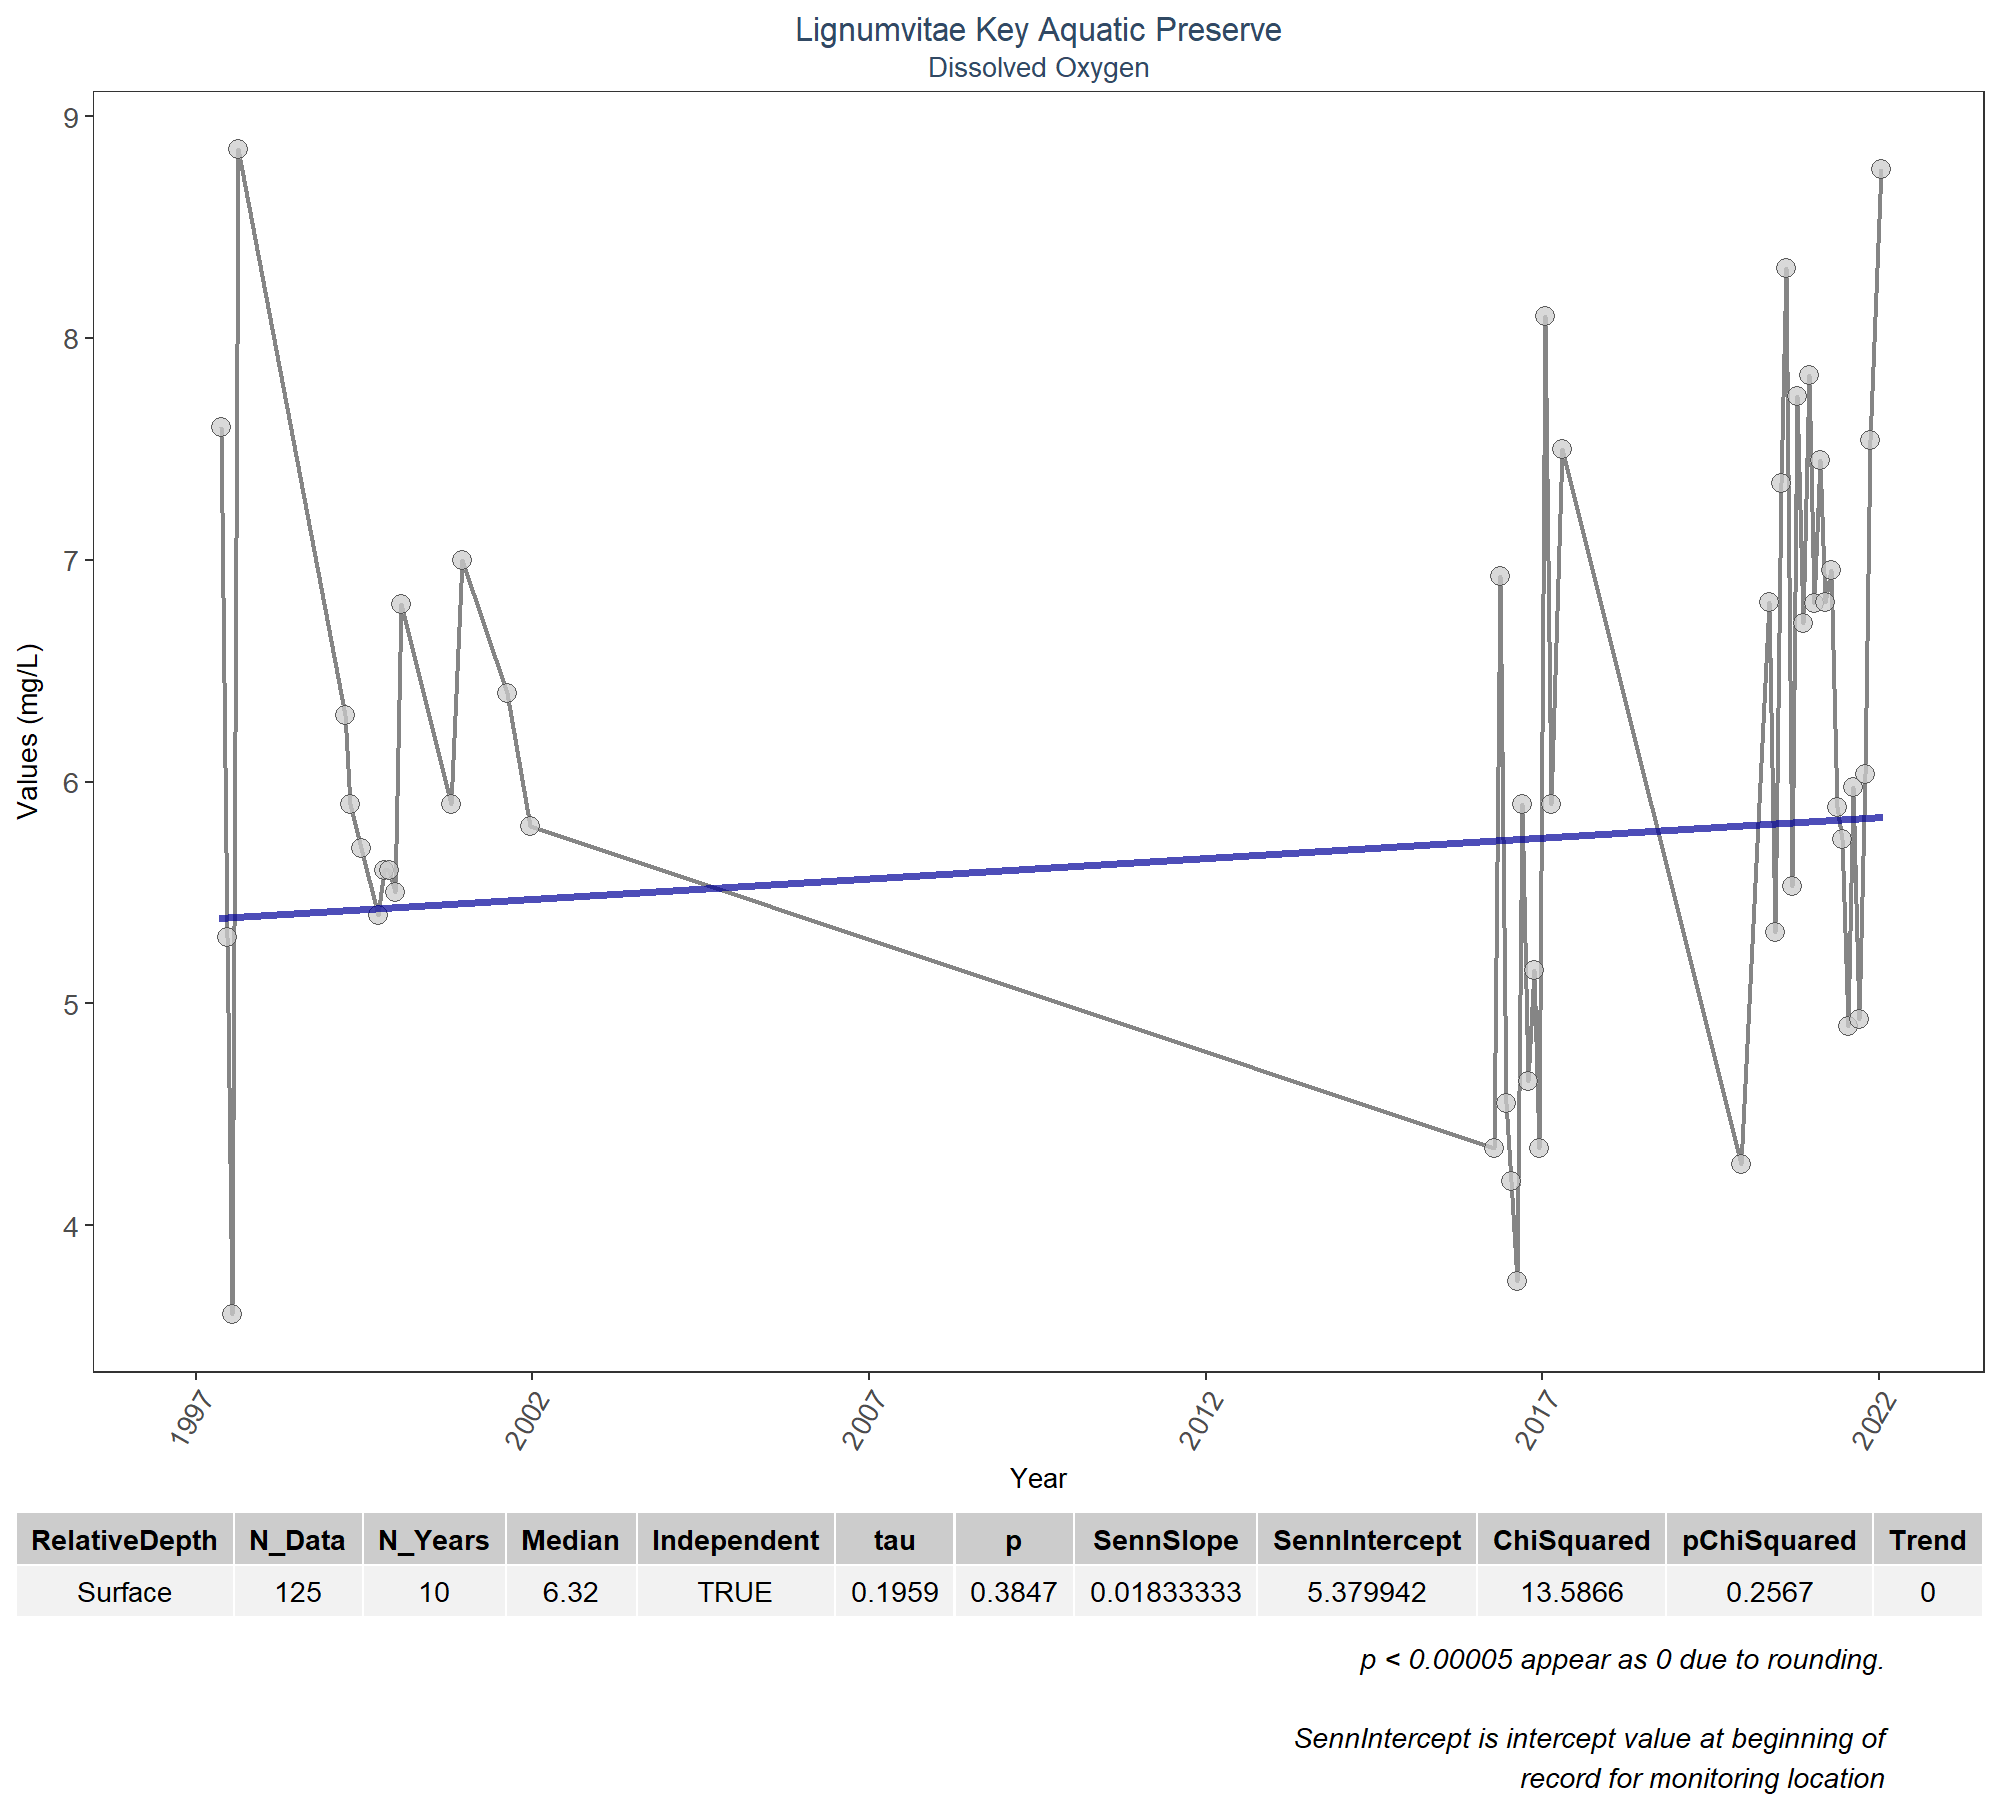 Lignumvitae Key Aquatic Preserve
Dissolved Oxygen
9
8
7
6
5
4
Values (mg/L)
1997
2002
2007
2012
2017
2022
Year
RelativeDepth N_Data N_Years Median Independent tau p SennSlope SennIntercept ChiSquared pChiSquared Trend
Surface 125 10 6.32 TRUE 0.1959 0.3847 0.01833333 5.379942 13.5866 0.2567 0
p < 0.00005 appear as 0 due to rounding.
SennIntercept is intercept value at beginning of
record for monitoring location